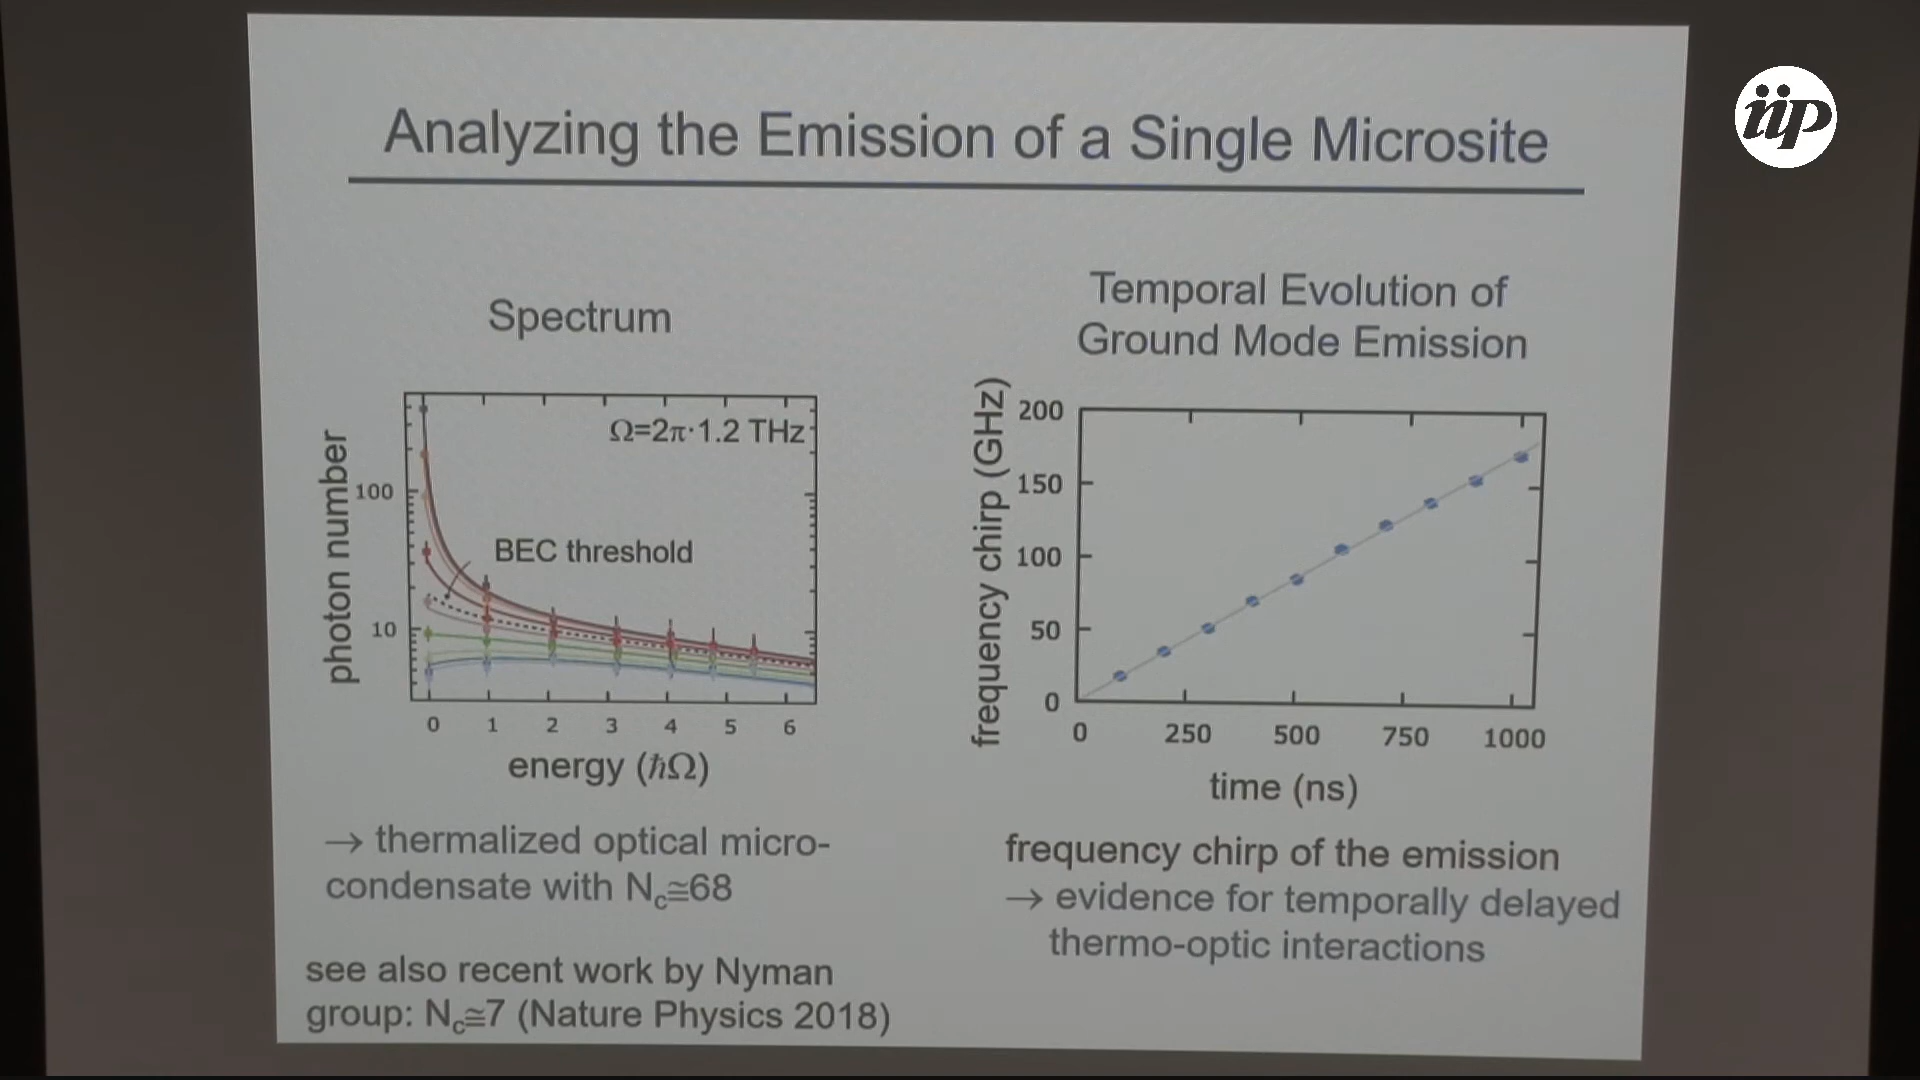 iip
Analyzing the Emission of a Single Microsite
Spectrum
photon number
100
10
Ω=2π·1.2 THz
BEC threshold
0 1 2 3 4 5 6
energy (ħΩ)
→ thermalized optical micro-
condensate with N_c≅68
see also recent work by Nyman
group: N_c≅7 (Nature Physics 2018)
Temporal Evolution of
Ground Mode Emission
frequency chirp (GHz)
200
150
100
50
0
0 250 500 750 1000
time (ns)
frequency chirp of the emission
→ evidence for temporally delayed
thermo-optic interactions